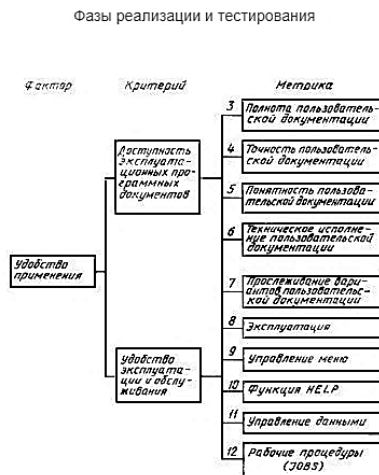 Фазы реализации и тестирования
Фактор Критерий Метрика
3 Полнота пользователь-
ской документации
4 Точность пользователь-
ской документации
5 Понятность пользова-
тельской документации
6 Техническое исполне-
ние пользовательской
документации
7 Прослеживание вари-
антов пользователь-
ской документации
8 Эксплуатация
9 Управление меню
10 Функция HELP
11 Управление данными
12 Рабочие процедуры
(JOBS)
Доступность
эксплуата-
ционных про-
граммных
документов
Удобство
применения
Удобство
эксплуата-
ции и обслу-
живания